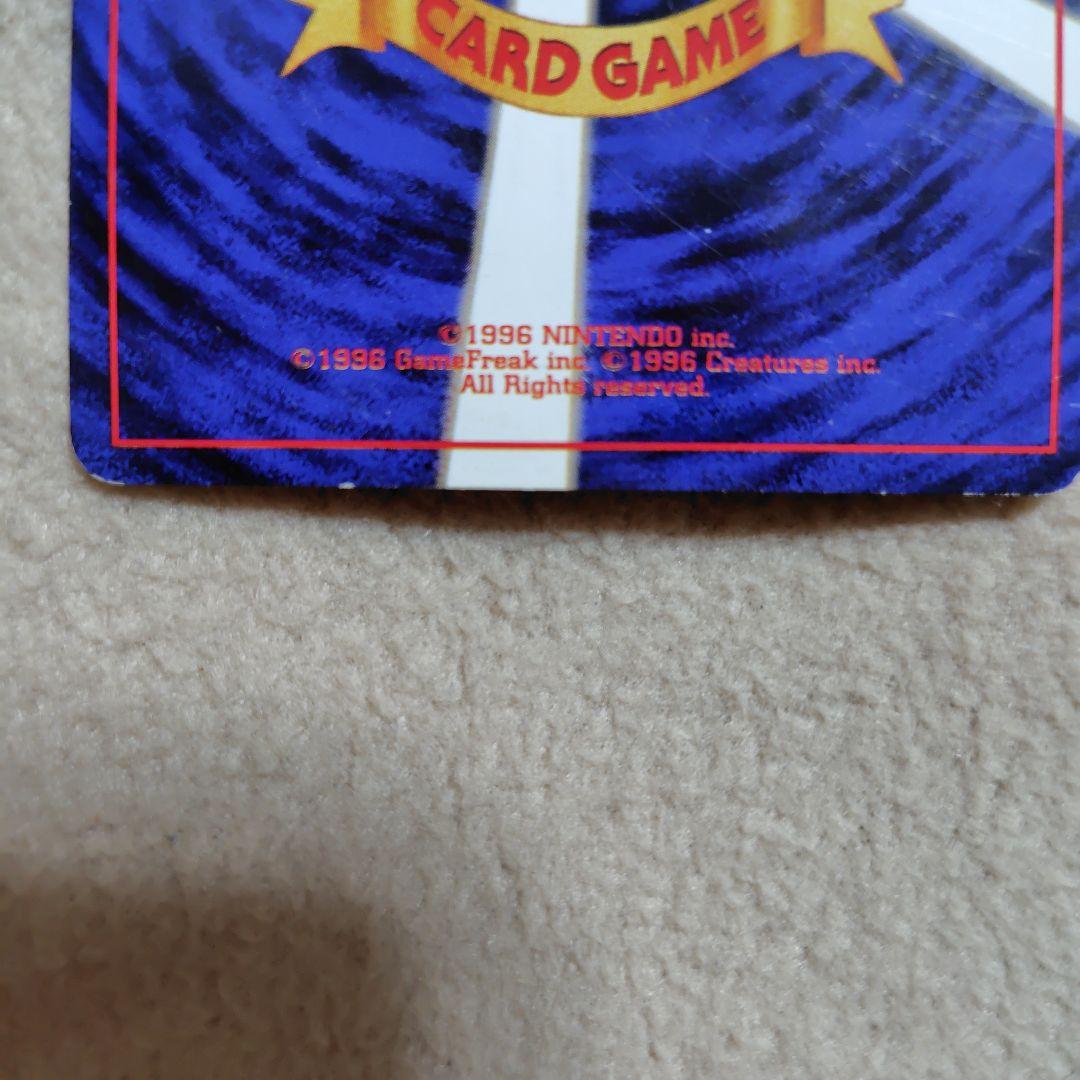 CARD GAME
©1996 NINTENDO inc.
©1996 GameFreak inc. ©1996 Creatures inc.
All Rights reserved.